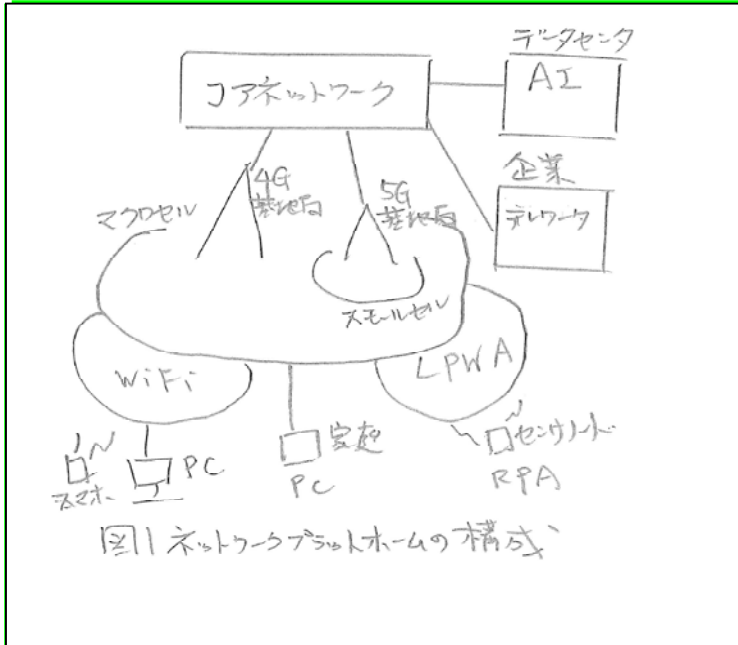 データセンタ
コアネットワーク
AI
企業
テレワーク
4G
基地局
マクロセル
5G
基地局
スモールセル
WiFi
LPWA
スマホ
PC
家庭
PC
センサノード
RPA
図1 ネットワークプラットホームの構成